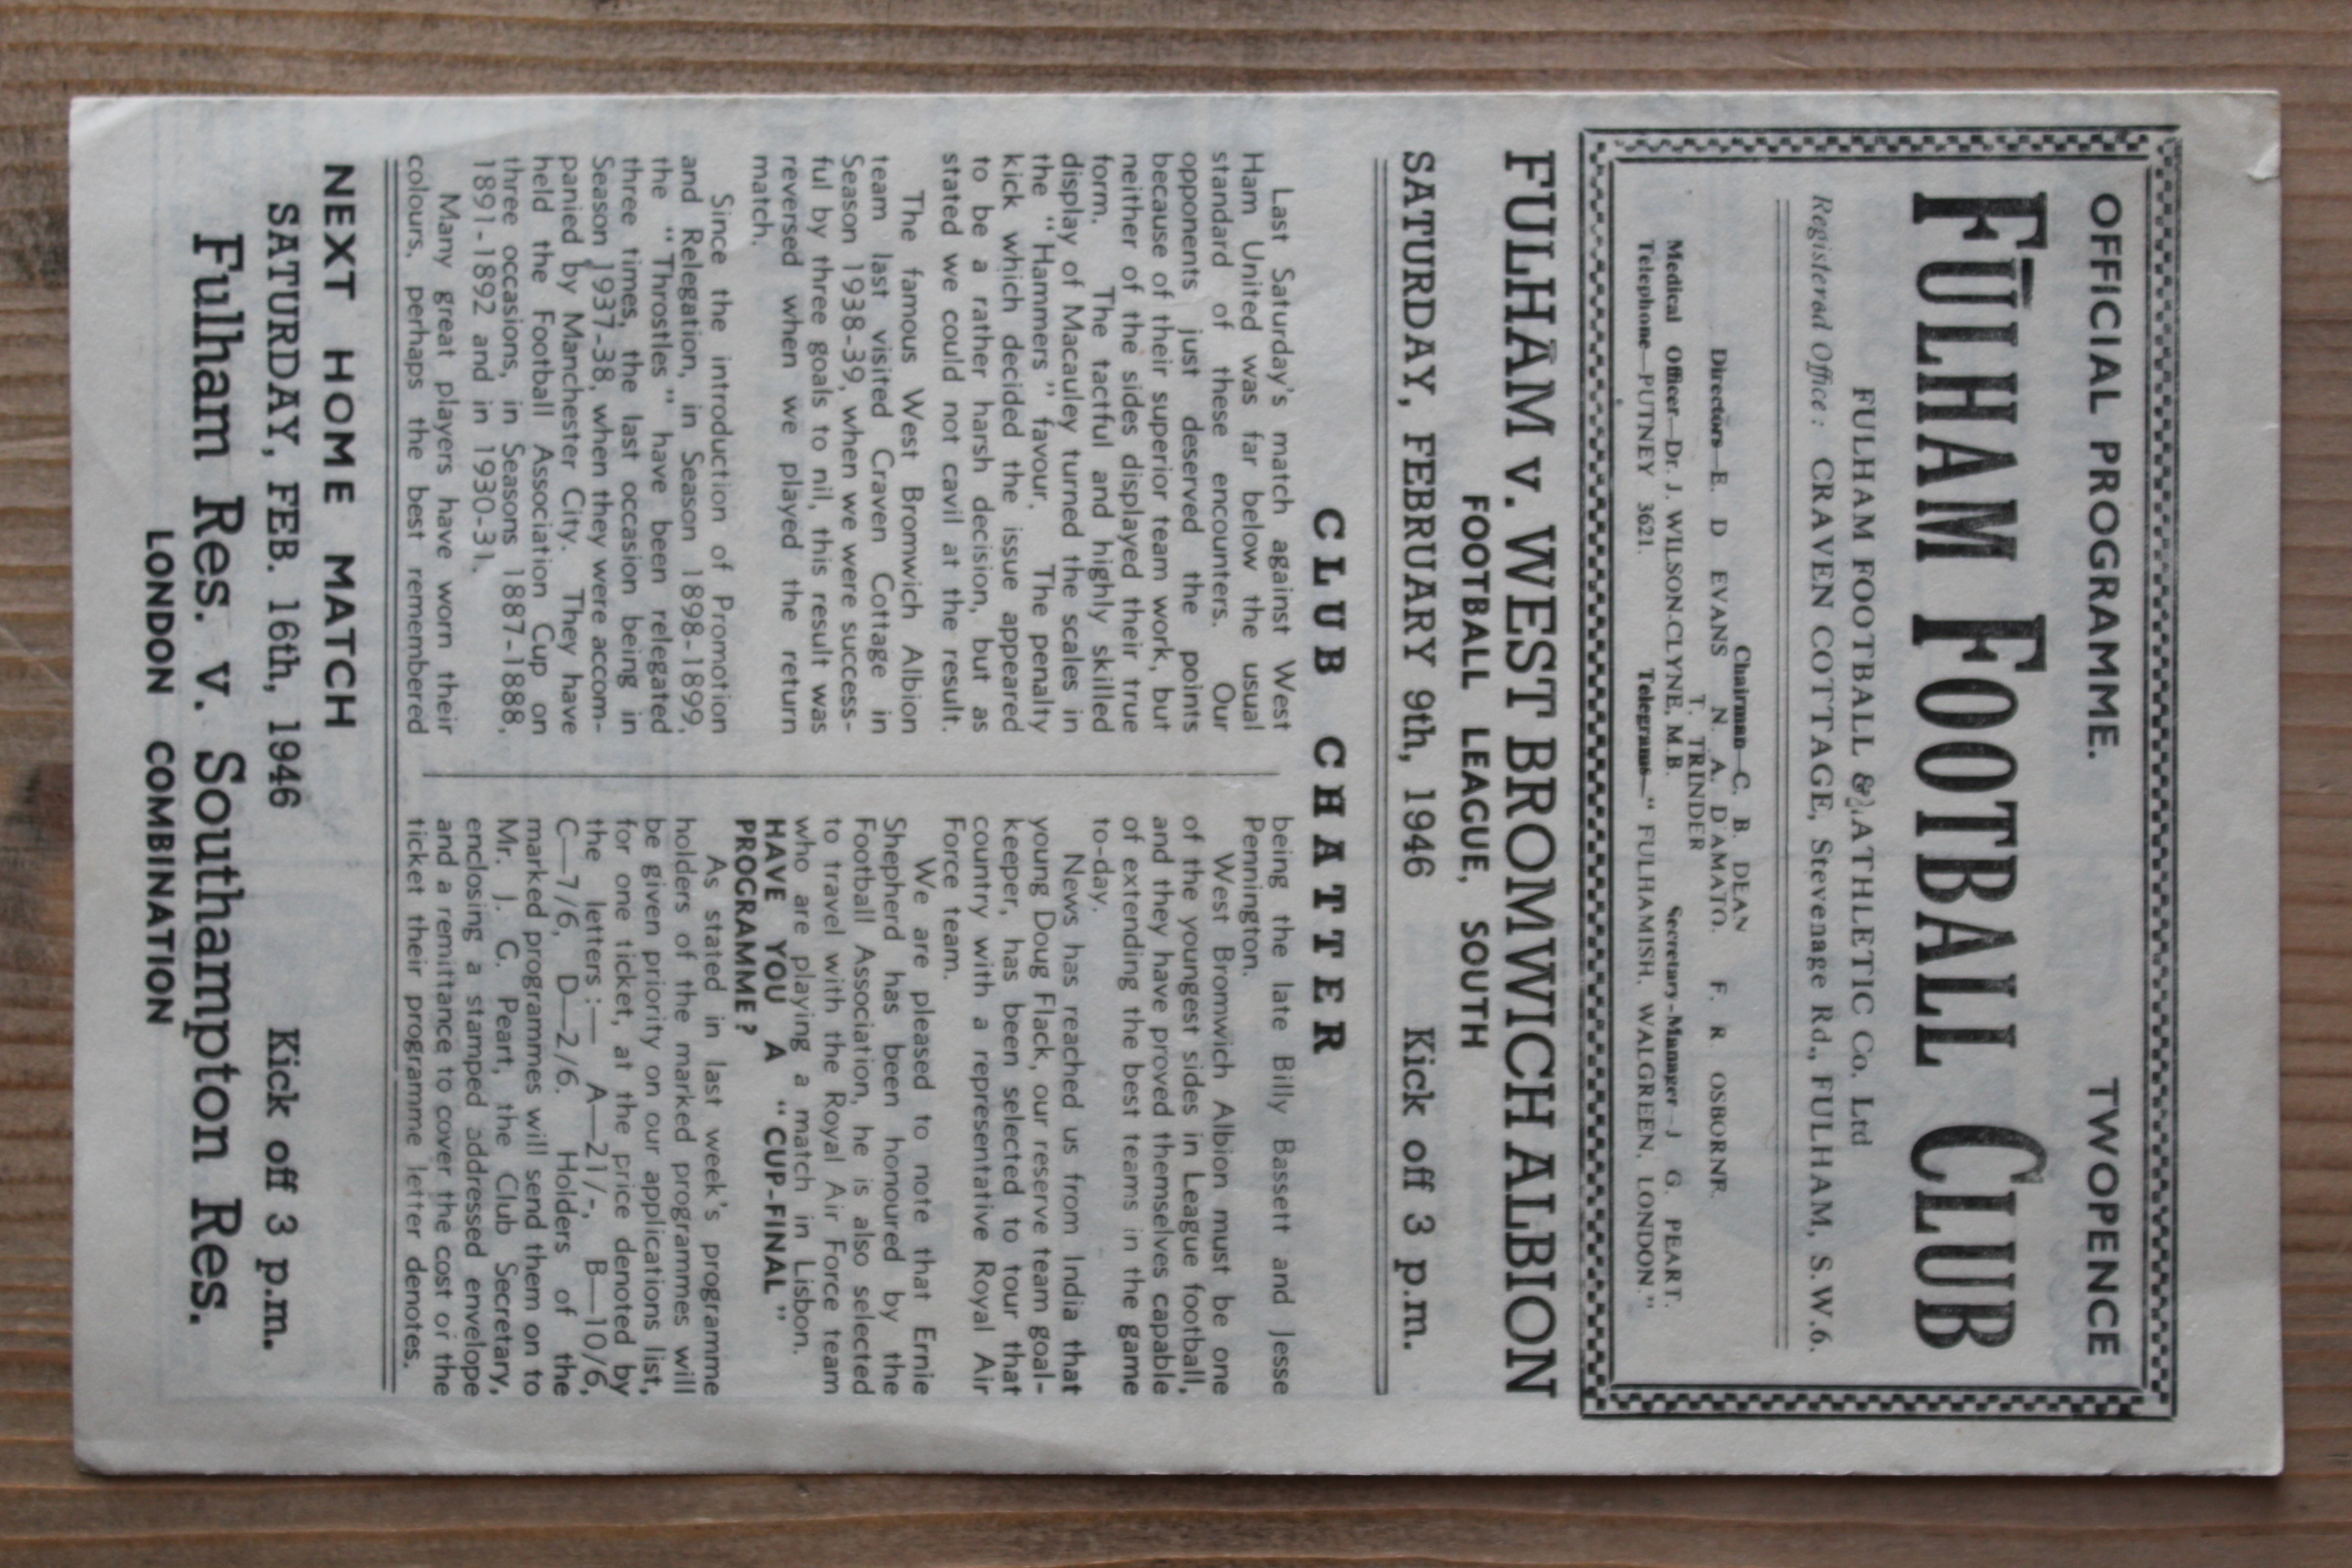 OFFICIAL PROGRAMME. TWOPENCE
FULHAM FOOTBALL CLUB
FULHAM FOOTBALL & ATHLETIC Co. Ltd
Registerad Office: CRAVEN COTTAGE, Stevenage Rd., FULHAM, S.W.6.
Chairman—C. B. DEAN
Directors—E. D EVANS N. A. D'AMATO. F. R OSBORNE.
T. TRINDER
Medical Officer—Dr. J. WILSON-CLYNE, M.B. Secretary-Manager—J G. PEART.
Telephone—PUTNEY 3621. Telegrams—" FULHAMISH, WALGREEN, LONDON."
FULHAM v. WEST BROMWICH ALBION
FOOTBALL LEAGUE, SOUTH
SATURDAY, FEBRUARY 9th, 1946 Kick off 3 p.m.
CLUB CHATTER
Last Saturday's match against West
Ham United was far below the usual
standard of these encounters. Our
opponents just deserved the points
because of their superior team work, but
neither of the sides displayed their true
form. The tactful and highly skilled
display of Macauley turned the scales in
the "Hammers" favour. The penalty
kick which decided the issue appeared
to be a rather harsh decision, but as
stated we could not cavil at the result.
The famous West Bromwich Albion
team last visited Craven Cottage in
Season 1938-39, when we were success-
ful by three goals to nil, this result was
reversed when we played the return
match.
Since the introduction of Promotion
and Relegation, in Season 1898-1899,
the "Throstles" have been relegated
three times, the last occasion being in
Season 1937-38, when they were accom-
panied by Manchester City. They have
held the Football Association Cup on
three occasions, in Seasons 1887-1888,
1891-1892 and in 1930-31.
Many great players have worn their
colours, perhaps the best remembered
being the late Billy Bassett and Jesse
Pennington.
West Bromwich Albion must be one
of the youngest sides in League football,
and they have proved themselves capable
of extending the best teams in the game
to-day.
News has reached us from India that
young Doug Flack, our reserve team goal-
keeper, has been selected to tour that
country with a representative Royal Air
Force team.
We are pleased to note that Ernie
Shepherd has been honoured by the
Football Association, he is also selected
to travel with the Royal Air Force team
who are playing a match in Lisbon.
HAVE YOU A "CUP-FINAL"
PROGRAMME?
As stated in last week's programme
holders of the marked programmes will
be given priority on our applications list,
for one ticket, at the price denoted by
the letters:— A—21/-, B—10/6,
C—7/6, D—2/6. Holders of the
marked programmes will send them on to
Mr. J. G. Peart, the Club Secretary,
enclosing a stamped addressed envelope
and a remittance to cover the cost of the
ticket their programme letter denotes.
NEXT HOME MATCH
SATURDAY, FEB. 16th, 1946 Kick off 3 p.m.
Fulham Res. v. Southampton Res.
LONDON COMBINATION